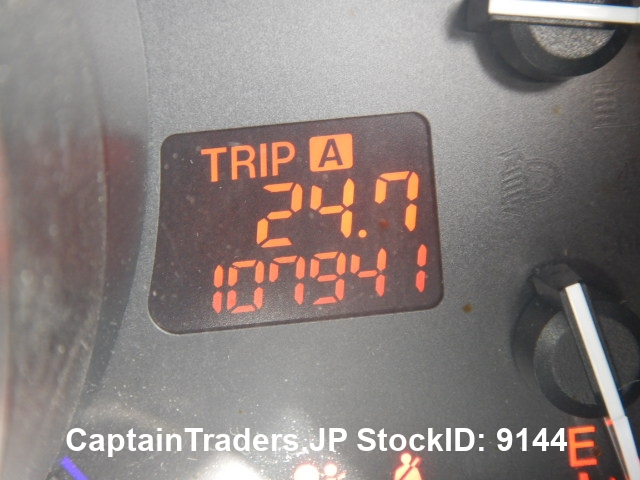 TRIP A
24.7
107941
E
CaptainTraders.JP StockID: 9144